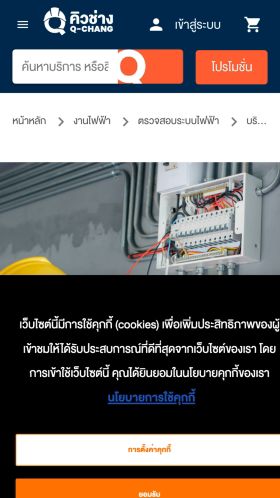 คิวช่าง
Q-CHANG
เข้าสู่ระบบ
ค้นหาบริการ หรือสิ
โปรโมชั่น
หน้าหลัก > งานไฟฟ้า > ตรวจสอบระบบไฟฟ้า > บริ...
เว็บไซต์นี้มีการใช้คุกกี้ (cookies) เพื่อเพิ่มประสิทธิภาพของผู้
เข้าชมให้ได้รับประสบการณ์ที่ดีที่สุดจากเว็บไซต์ของเรา โดย
การเข้าใช้เว็บไซต์นี้ คุณได้ยินยอมในนโยบายคุกกี้ของเรา
นโยบายการใช้คุกกี้
การตั้งค่าคุกกี้
ยอมรับ